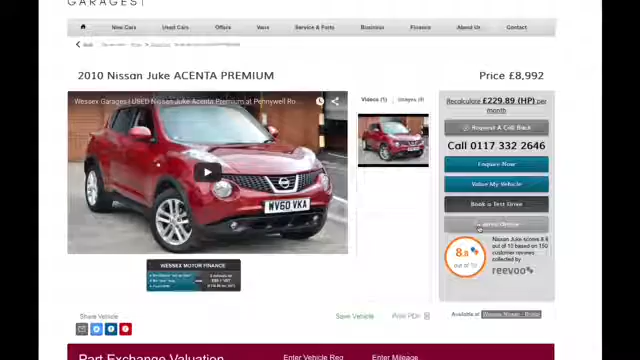 GARAGES
New Cars
Used Cars
Offers
Vans
Service & Parts
Business
Finance
About Us
Contact
Back
2010 Nissan Juke ACENTA PREMIUM
Price £8,992
Wessex Garages | USED Nissan Juke Acenta Premium at Pennywell Ro...
WV60 VKA
Videos (1)
Images (9)
Recalculate £229.89 (HP) per
month
Request A Call Back
Call 0117 332 2646
Enquire Now
Value My Vehicle
Book a Test Drive
8.8
out of 10
Nissan Juke scores 8.8
out of 10 based on 150
customer reviews
collected by
reevoo
WESSEX MOTOR FINANCE
Share Vehicle
Save Vehicle
Print PDF
Available at Wessex Nissan - Bristol
Part Exchange Valuation
Enter Vehicle Reg
Enter Mileage